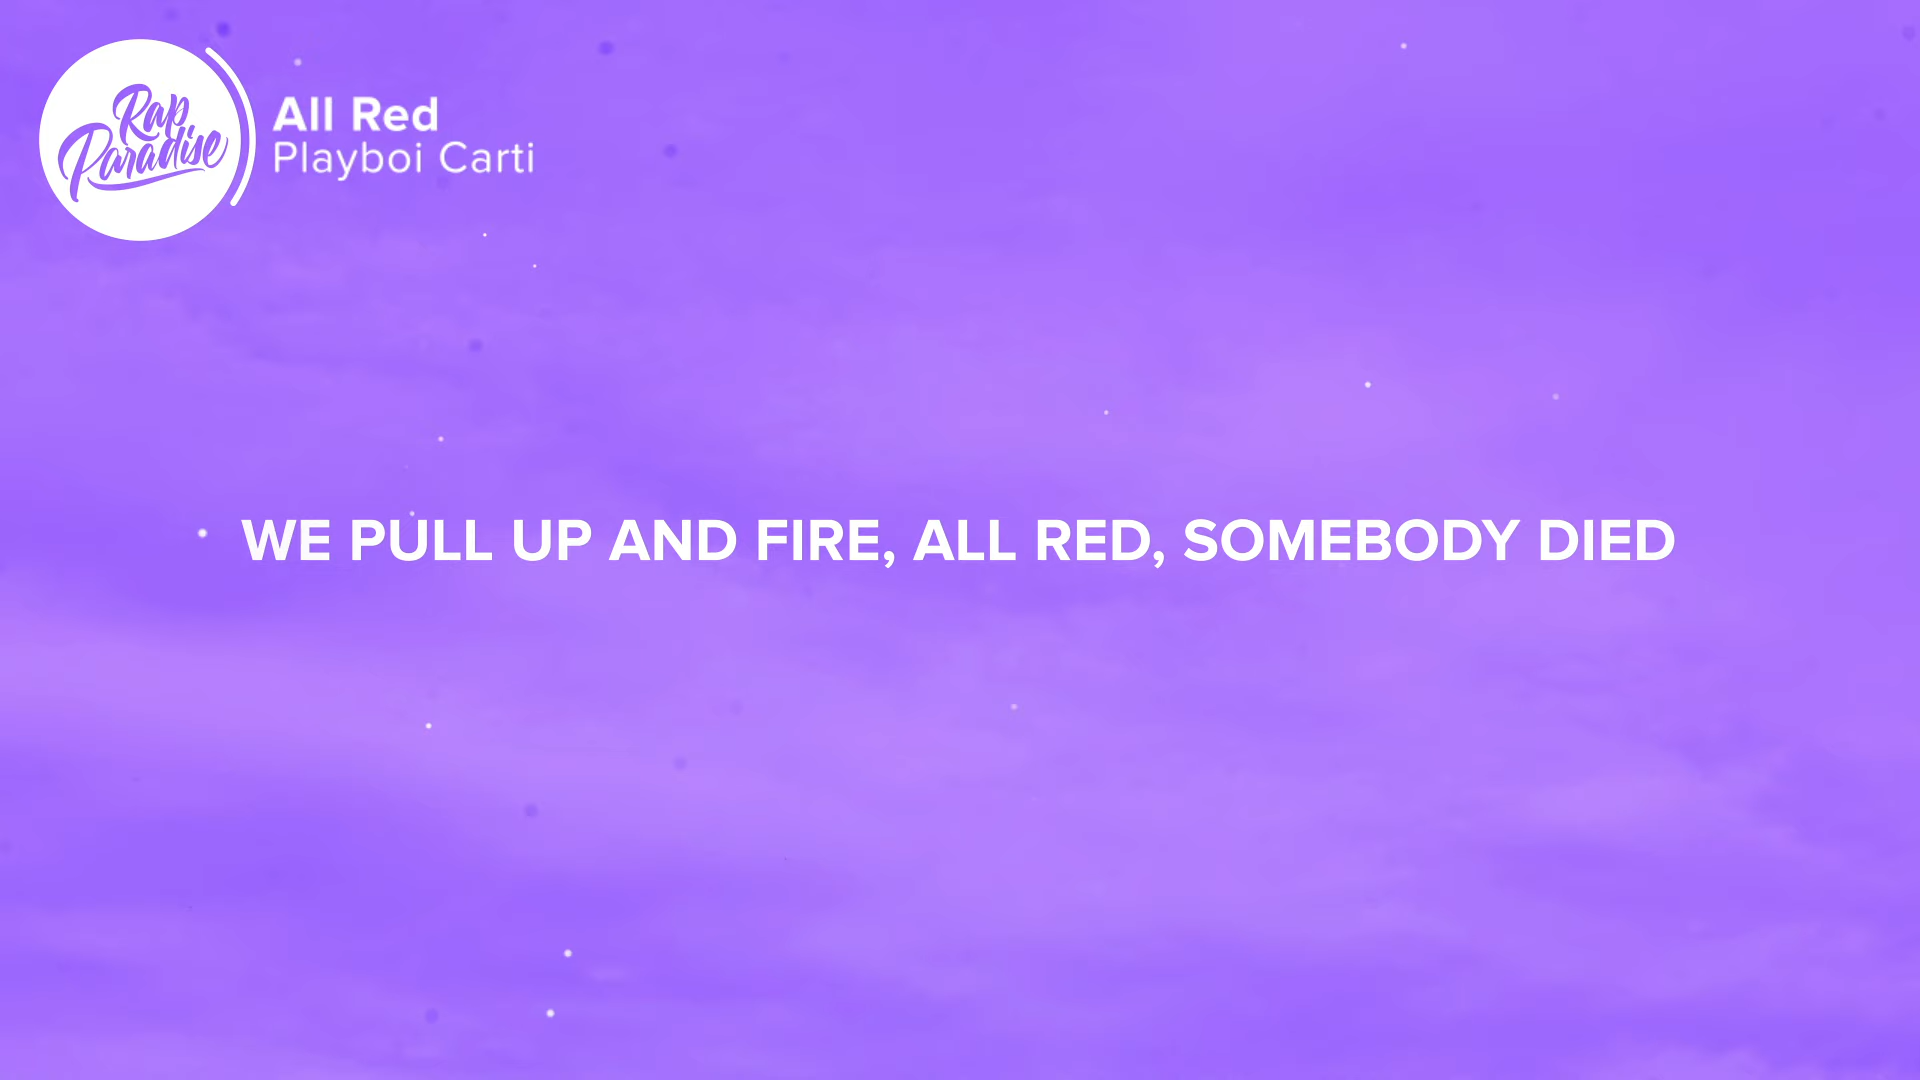 Rap
Paradise
All Red
Playboi Carti
WE PULL UP AND FIRE, ALL RED, SOMEBODY DIED